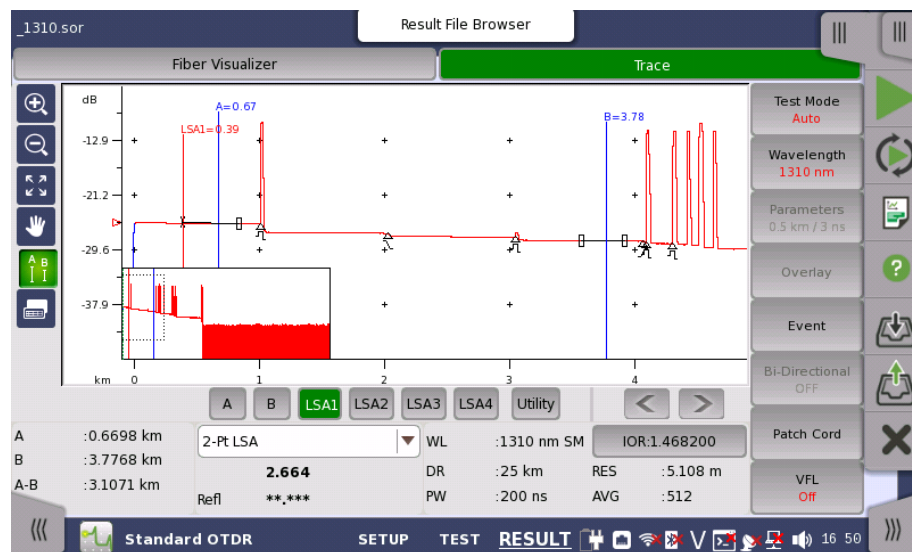 _1310.sor
Result File Browser
Fiber Visualizer
Trace
dB
A=0.67
LSA1=0.39
B=3.78
-12.9
-21.2
-29.6
-37.9
km 0 1 2 3 4
A B
Test Mode
Auto
Wavelength
1310 nm
Parameters
0.5 km / 3 ns
Overlay
Event
Bi-Directional
OFF
Patch Cord
VFL
Off
?
A B LSA1 LSA2 LSA3 LSA4 Utility < >
A :0.6698 km
B :3.7768 km
A-B :3.1071 km
2-Pt LSA
2.664
Refl **.***
WL :1310 nm SM IOR:1.468200
DR :25 km RES :5.108 m
PW :200 ns AVG :512
Standard OTDR SETUP TEST RESULT V 16 50